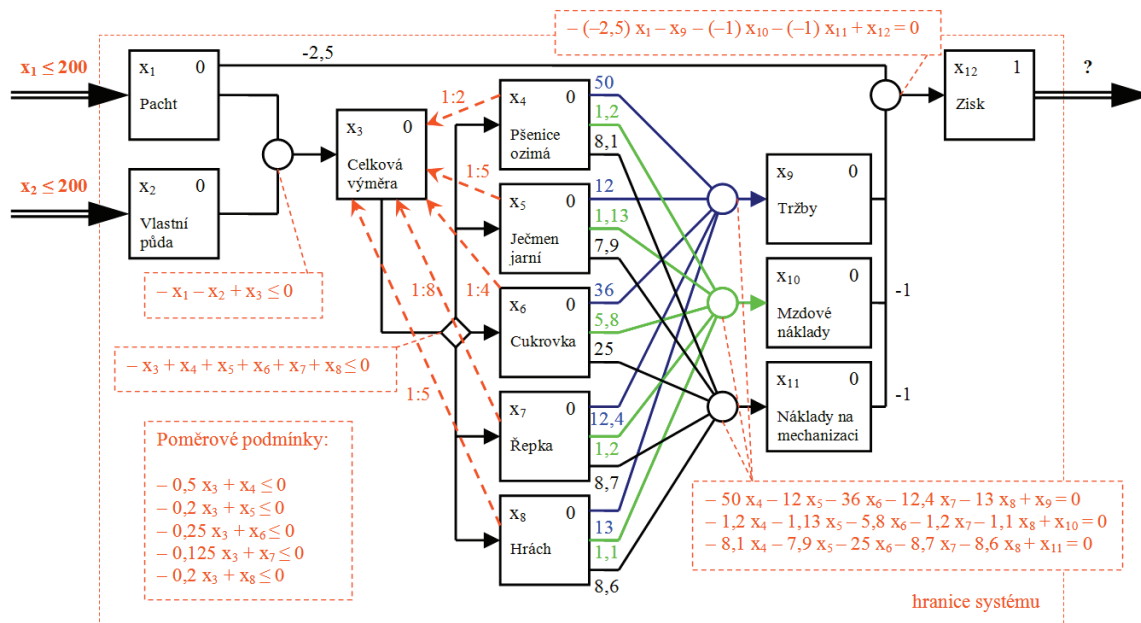 – (–2,5) x₁ – x₉ – (–1) x₁₀ – (–1) x₁₁ + x₁₂ = 0
x₁ ≤ 200
x₁ 0
Pacht
-2,5
x₁₂ 1
Zisk
?
x₂ ≤ 200
x₂ 0
Vlastní
půda
x₃ 0
Celková
výměra
1:2
1:5
1:4
1:8
1:5
x₄ 0
Pšenice
ozimá
50
1,2
8,1
x₅ 0
Ječmen
jarní
12
1,13
7,9
x₆ 0
Cukrovka
36
5,8
25
x₇ 0
Řepka
12,4
1,2
8,7
x₈ 0
Hrách
13
1,1
8,6
x₉ 0
Tržby
x₁₀ 0
Mzdové
náklady
-1
x₁₁ 0
Náklady na
mechanizaci
-1
– x₁ – x₂ + x₃ ≤ 0
– x₃ + x₄ + x₅ + x₆ + x₇ + x₈ ≤ 0
Poměrové podmínky:
– 0,5 x₃ + x₄ ≤ 0
– 0,2 x₃ + x₅ ≤ 0
– 0,25 x₃ + x₆ ≤ 0
– 0,125 x₃ + x₇ ≤ 0
– 0,2 x₃ + x₈ ≤ 0
– 50 x₄ – 12 x₅ – 36 x₆ – 12,4 x₇ – 13 x₈ + x₉ = 0
– 1,2 x₄ – 1,13 x₅ – 5,8 x₆ – 1,2 x₇ – 1,1 x₈ + x₁₀ = 0
– 8,1 x₄ – 7,9 x₅ – 25 x₆ – 8,7 x₇ – 8,6 x₈ + x₁₁ = 0
hranice systému